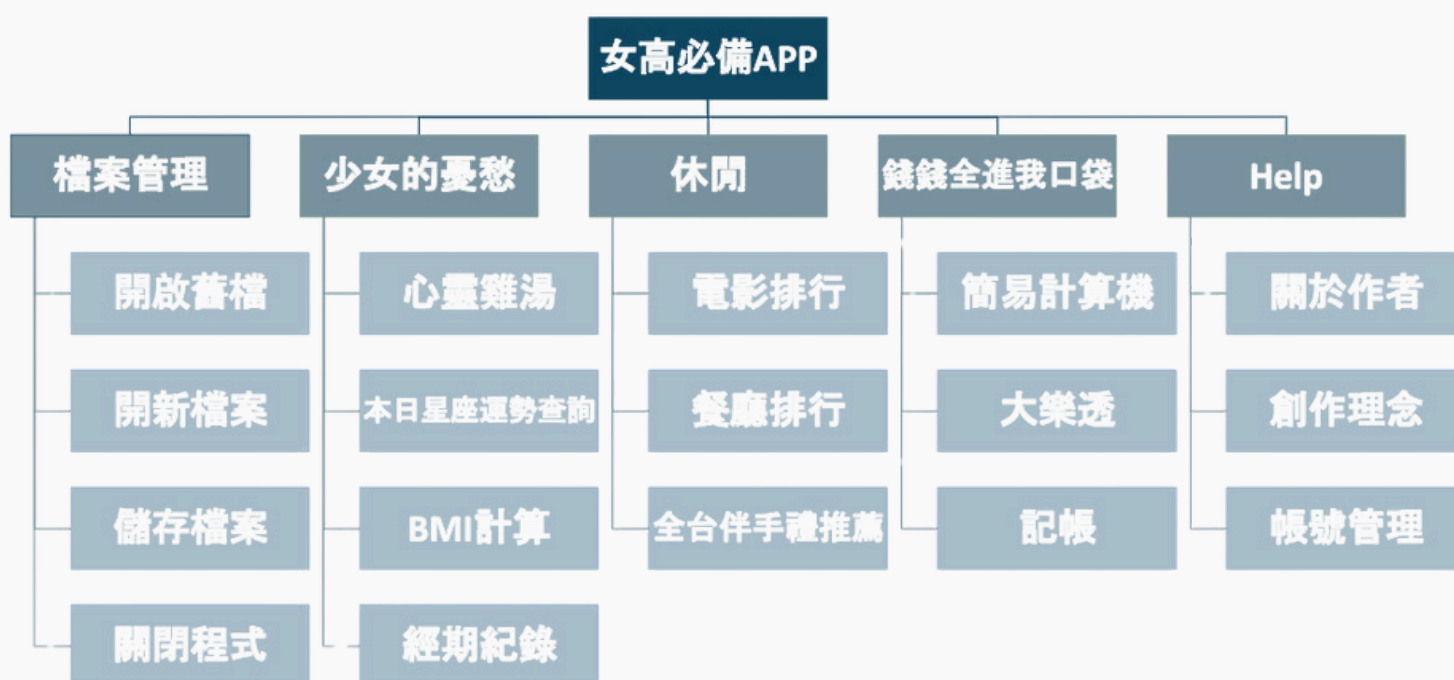 女高必備APP
檔案管理
開啟舊檔
開新檔案
儲存檔案
關閉程式
少女的憂愁
心靈雞湯
本日星座運勢查詢
BMI計算
經期紀錄
休閒
電影排行
餐廳排行
全台伴手禮推薦
錢錢全進我口袋
簡易計算機
大樂透
記帳
Help
關於作者
創作理念
帳號管理